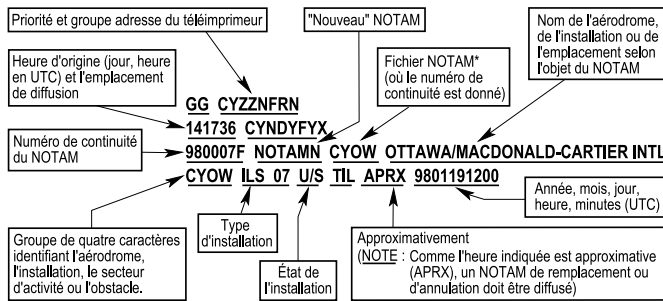 Priorité et groupe adresse du téléimprimeur
"Nouveau" NOTAM
Nom de l'aérodrome,
de l'installation ou de
l'emplacement selon
l'objet du NOTAM
Heure d'origine (jour, heure
en UTC) et l'emplacement
de diffusion
Fichier NOTAM*
(où le numéro de
continuité est donné)
Numéro de continuité
du NOTAM
GG CYZZNFRN
141736 CYNDYFYX
980007F NOTAMN CYOW OTTAWA/MACDONALD-CARTIER INTL
CYOW ILS 07 U/S TIL APRX 9801191200
Groupe de quatre caractères
identifiant l'aérodrome,
l'installation, le secteur
d'activité ou l'obstacle.
Type
d'installation
État de
l'installation
Approximativement
(NOTE : Comme l'heure indiquée est approximative
(APRX), un NOTAM de remplacement ou
d'annulation doit être diffusé)
Année, mois, jour,
heure, minutes (UTC)